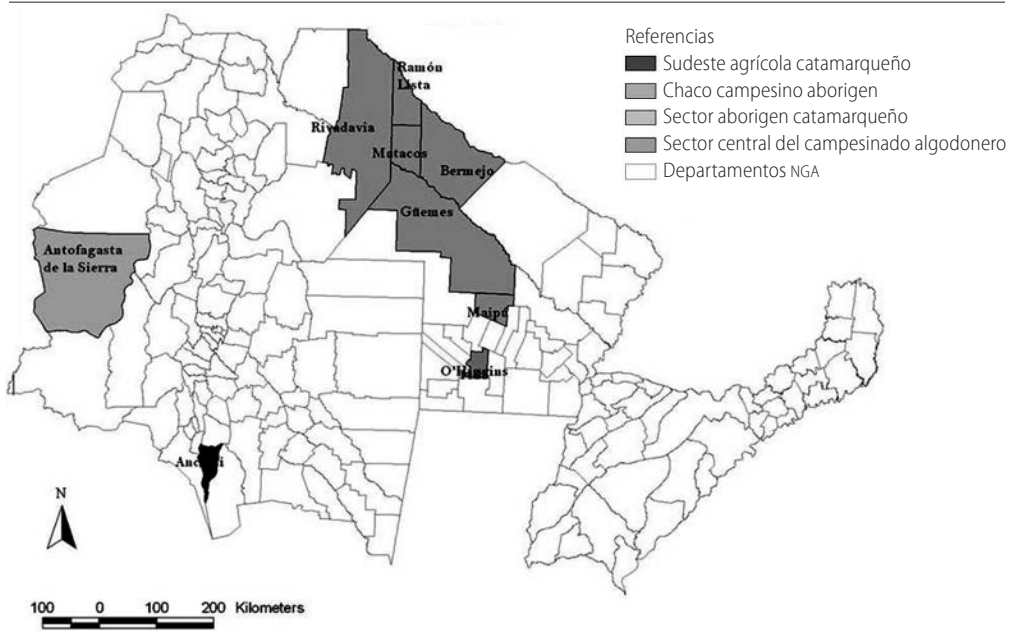 Referencias
Sudeste agrícola catamarqueño
Chaco campesino aborigen
Sector aborigen catamarqueño
Sector central del campesinado algodonero
Departamentos NGA
Ramón
Lista
Rivadavia
Matacos
Bermejo
Güemes
Antofagasta
de la Sierra
Maipú
O'Higgins
N
100 0 100 200 Kilometers